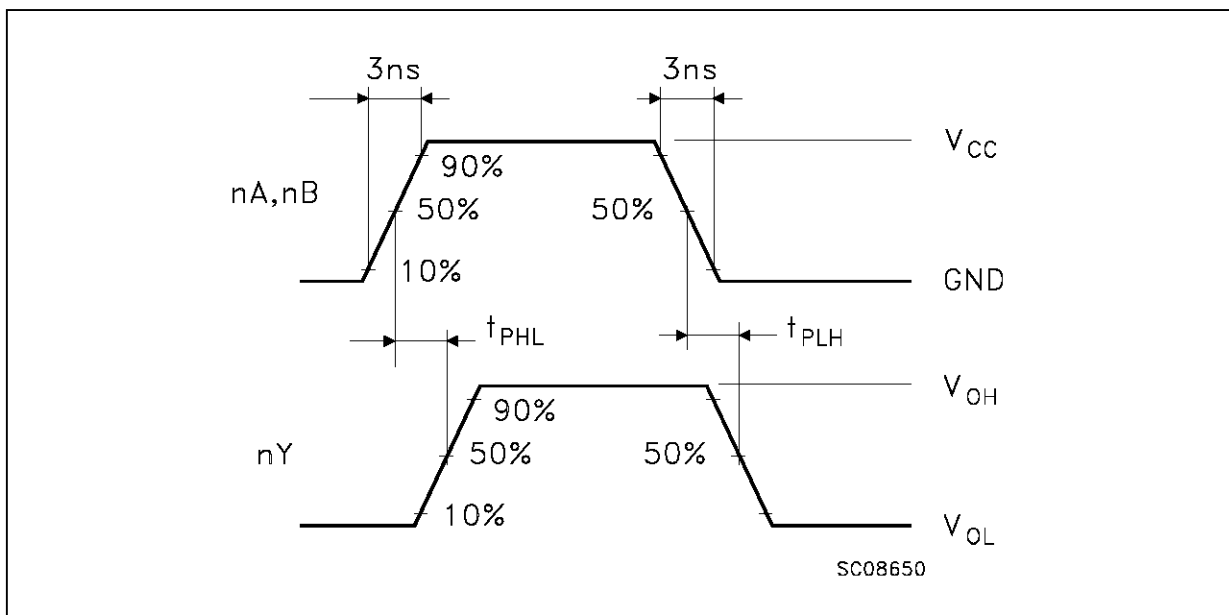 3ns 3ns
V_CC
90%
nA,nB
50% 50%
10%
GND
t_PHL t_PLH
V_OH
90%
nY
50% 50%
10%
V_OL
SC08650